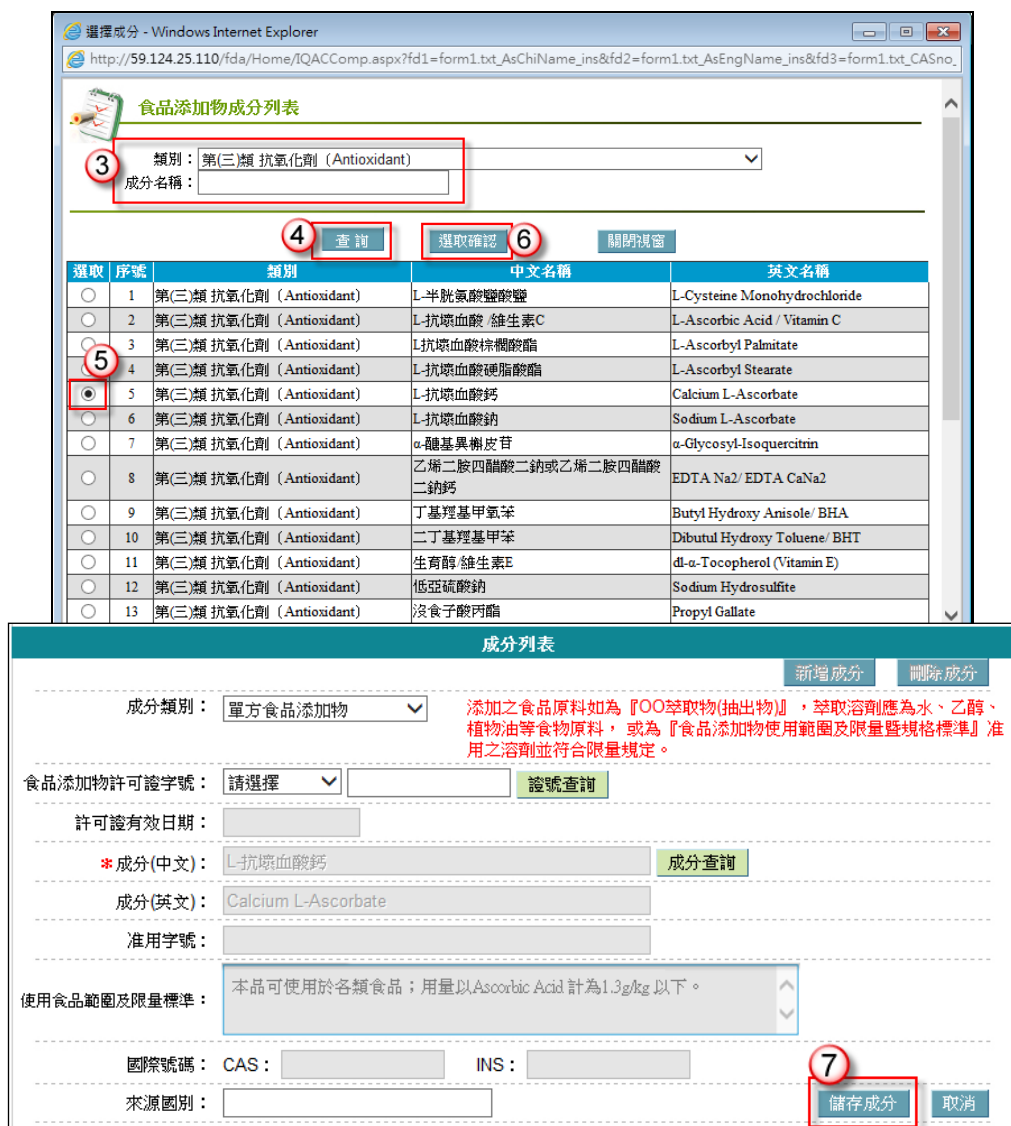 選擇成分 - Windows Internet Explorer
http://59.124.25.110/fda/Home/IQACComp.aspx?fd1=form1.txt_AsChiName_ins&fd2=form1.txt_AsEngName_ins&fd3=form1.txt_CASno_
食品添加物成分列表
③ 類別：第(三)類 抗氧化劑（Antioxidant）
成分名稱：
④ 查詢 選取確認 ⑥ 關閉視窗
選取 序號 類別 中文名稱 英文名稱
1 第(三)類 抗氧化劑（Antioxidant） L-半胱氨酸鹽酸鹽 L-Cysteine Monohydrochloride
2 第(三)類 抗氧化劑（Antioxidant） L-抗壞血酸 /維生素C L-Ascorbic Acid / Vitamin C
3 第(三)類 抗氧化劑（Antioxidant） L抗壞血酸棕櫚酸酯 L-Ascorbyl Palmitate
⑤ 4 第(三)類 抗氧化劑（Antioxidant） L-抗壞血酸硬脂酸酯 L-Ascorbyl Stearate
5 第(三)類 抗氧化劑（Antioxidant） L-抗壞血酸鈣 Calcium L-Ascorbate
6 第(三)類 抗氧化劑（Antioxidant） L-抗壞血酸鈉 Sodium L-Ascorbate
7 第(三)類 抗氧化劑（Antioxidant） α-醣基異槲皮苷 α-Glycosyl-Isoquercitrin
8 第(三)類 抗氧化劑（Antioxidant） 乙烯二胺四醋酸二鈉或乙烯二胺四醋酸二鈉鈣 EDTA Na2/ EDTA CaNa2
9 第(三)類 抗氧化劑（Antioxidant） 丁基羥基甲氧苯 Butyl Hydroxy Anisole/ BHA
10 第(三)類 抗氧化劑（Antioxidant） 二丁基羥基甲苯 Dibutul Hydroxy Toluene/ BHT
11 第(三)類 抗氧化劑（Antioxidant） 生育醇/維生素E dl-α-Tocopherol (Vitamin E)
12 第(三)類 抗氧化劑（Antioxidant） 低亞硫酸鈉 Sodium Hydrosulfite
13 第(三)類 抗氧化劑（Antioxidant） 沒食子酸丙酯 Propyl Gallate
成分列表
新增成分 刪除成分
成分類別： 單方食品添加物
添加之食品原料如為『OO萃取物(抽出物)』，萃取溶劑應為水、乙醇、
植物油等食物原料， 或為『食品添加物使用範圍及限量暨規格標準』准
用之溶劑並符合限量規定。
食品添加物許可證字號： 請選擇 證號查詢
許可證有效日期：
*成分(中文)： L-抗壞血酸鈣 成分查詢
成分(英文)： Calcium L-Ascorbate
准用字號：
使用食品範圍及限量標準： 本品可使用於各類食品；用量以Ascorbic Acid 計為1.3g/kg 以下。
國際號碼： CAS： INS：
⑦
來源國別： 儲存成分 取消